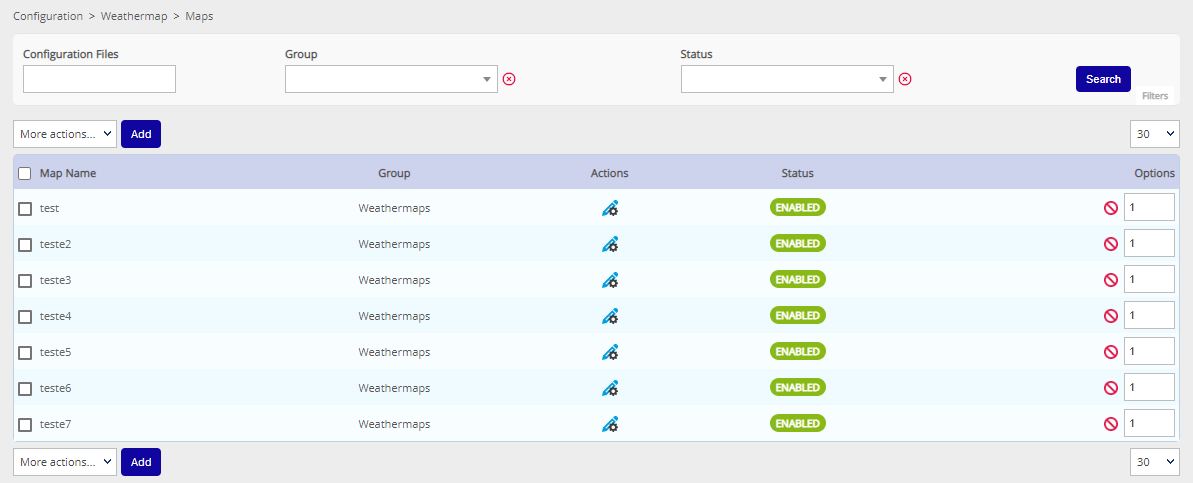 Configuration > Weathermap > Maps
Configuration Files Group Status
Search
Filters
More actions... Add 30
Map Name Group Actions Status Options
test Weathermaps ENABLED 1
teste2 Weathermaps ENABLED 1
teste3 Weathermaps ENABLED 1
teste4 Weathermaps ENABLED 1
teste5 Weathermaps ENABLED 1
teste6 Weathermaps ENABLED 1
teste7 Weathermaps ENABLED 1
More actions... Add 30